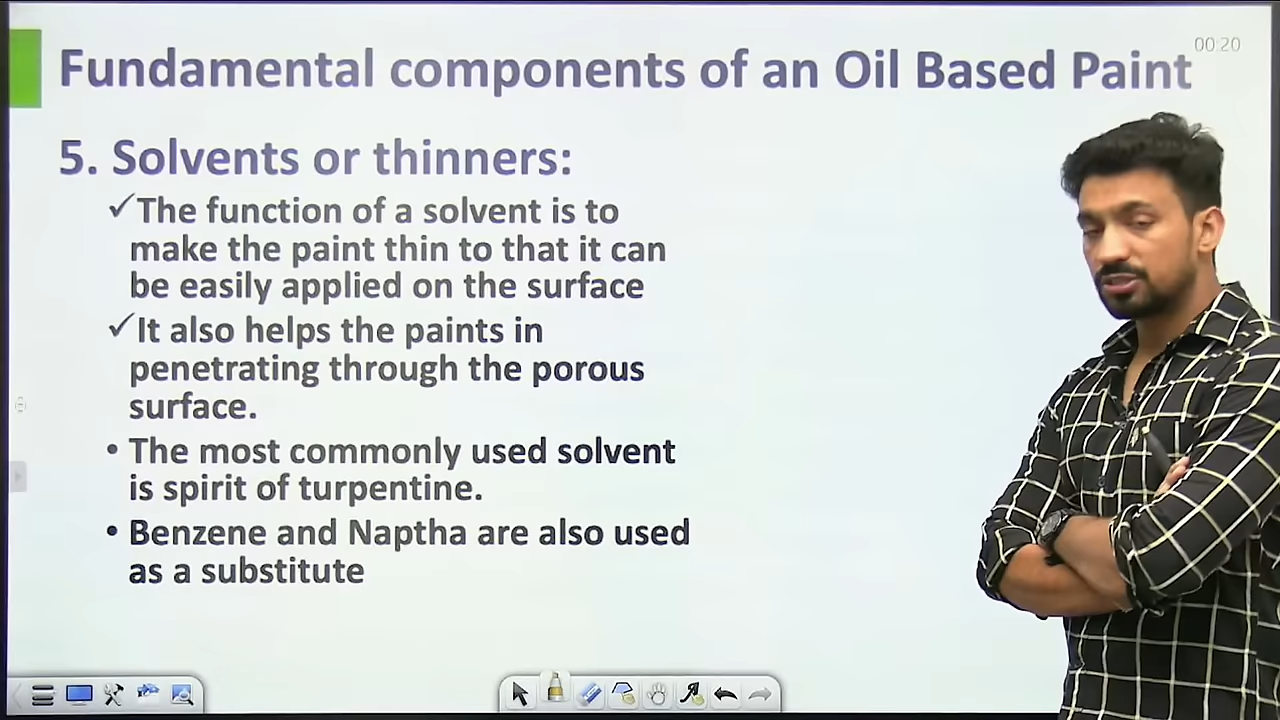 00:20
Fundamental components of an Oil Based Paint
5. Solvents or thinners:
✓The function of a solvent is to
make the paint thin to that it can
be easily applied on the surface
✓It also helps the paints in
penetrating through the porous
surface.
• The most commonly used solvent
is spirit of turpentine.
• Benzene and Naptha are also used
as a substitute